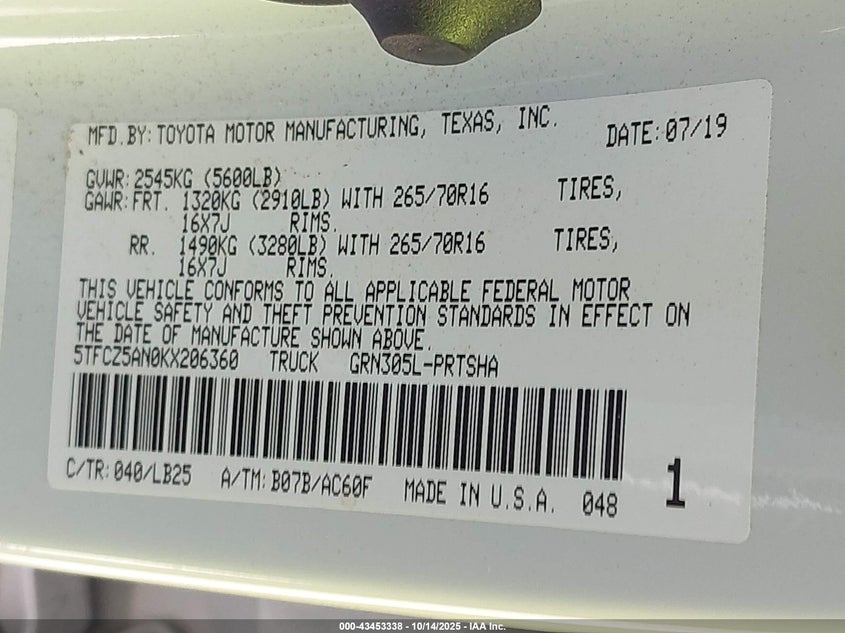 MFD.BY: TOYOTA MOTOR MANUFACTURING, TEXAS, INC. DATE: 07/19
GVWR: 2545KG (5600LB)
GAWR: FRT. 1320KG (2910LB) WITH 265/70R16 TIRES,
16X7J RIMS.
RR. 1490KG (3280LB) WITH 265/70R16 TIRES,
16X7J RIMS.
THIS VEHICLE CONFORMS TO ALL APPLICABLE FEDERAL MOTOR
VEHICLE SAFETY AND THEFT PREVENTION STANDARDS IN EFFECT ON
THE DATE OF MANUFACTURE SHOWN ABOVE.
5TFCZ5AN0KX206360 TRUCK GRN305L-PRTSHA
C/TR: 040/LB25 A/TM: B07B/AC60F MADE IN U.S.A. 048 1
000-43453338 - 10/14/2025 - IAA Inc.